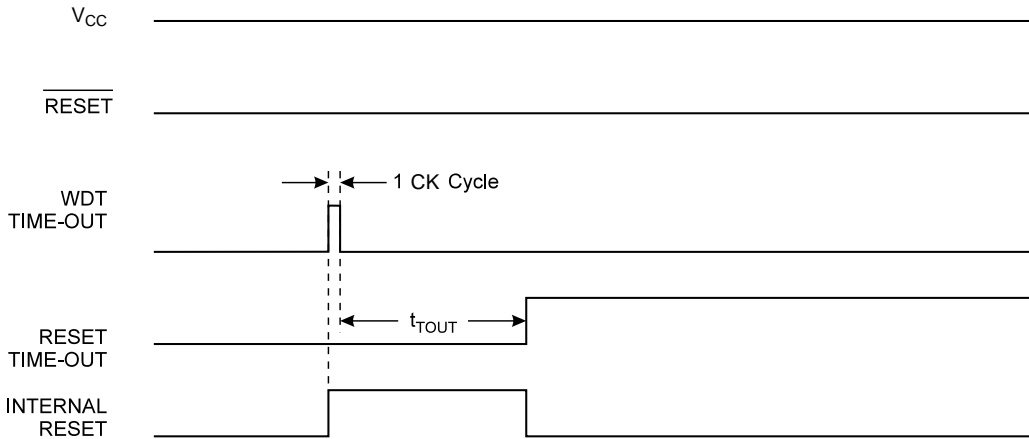 VCC
RESET
1 CK Cycle
WDT
TIME-OUT
tTOUT
RESET
TIME-OUT
INTERNAL
RESET